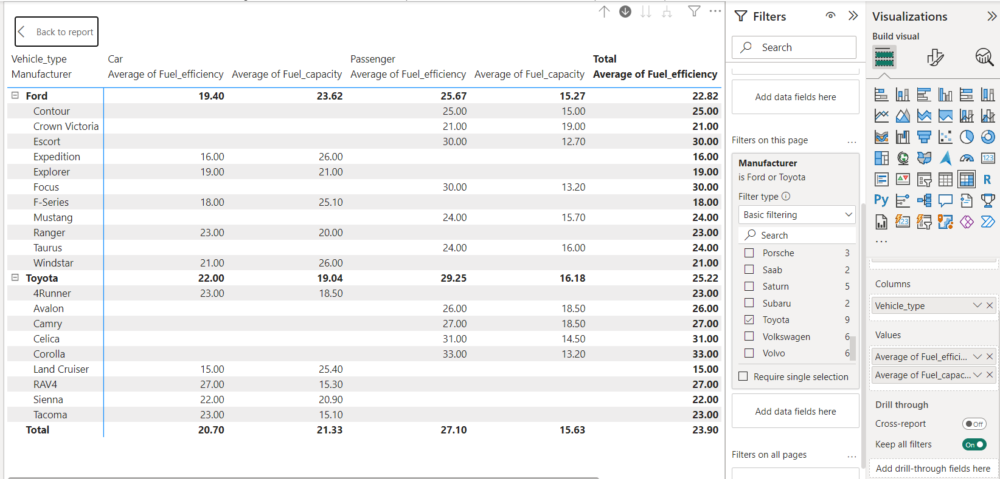 Back to report
Vehicle_type Car Passenger Total
Manufacturer Average of Fuel_efficiency Average of Fuel_capacity Average of Fuel_efficiency Average of Fuel_capacity Average of Fuel_efficiency
Ford 19.40 23.62 25.67 15.27 22.82
Contour 25.00 15.00 25.00
Crown Victoria 21.00 19.00 21.00
Escort 30.00 12.70 30.00
Expedition 16.00 26.00 16.00
Explorer 19.00 21.00 19.00
Focus 30.00 13.20 30.00
F-Series 18.00 25.10 18.00
Mustang 24.00 15.70 24.00
Ranger 23.00 20.00 23.00
Taurus 24.00 16.00 24.00
Windstar 21.00 26.00 21.00
Toyota 22.00 19.04 29.25 16.18 25.22
4Runner 23.00 18.50 23.00
Avalon 26.00 18.50 26.00
Camry 27.00 18.50 27.00
Celica 31.00 14.50 31.00
Corolla 33.00 13.20 33.00
Land Cruiser 15.00 25.40 15.00
RAV4 27.00 15.30 27.00
Sienna 22.00 20.90 22.00
Tacoma 23.00 15.10 23.00
Total 20.70 21.33 27.10 15.63 23.90
Filters
Search
Add data fields here
Filters on this page ...
Manufacturer
is Ford or Toyota
Filter type
Basic filtering
Search
Porsche 3
Saab 2
Saturn 5
Subaru 2
Toyota 9
Volkswagen 6
Volvo 6
Require single selection
Add data fields here
Filters on all pages ...
Visualizations
Build visual
123
R
Py
123
...
Columns
Vehicle_type
Values
Average of Fuel_effici...
Average of Fuel_capac...
Drill through
Cross-report Off
Keep all filters On
Add drill-through fields here